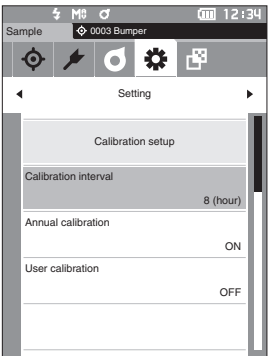 12:34
Sample 0003 Bumper
Setting
Calibration setup
Calibration interval
8 (hour)
Annual calibration
ON
User calibration
OFF